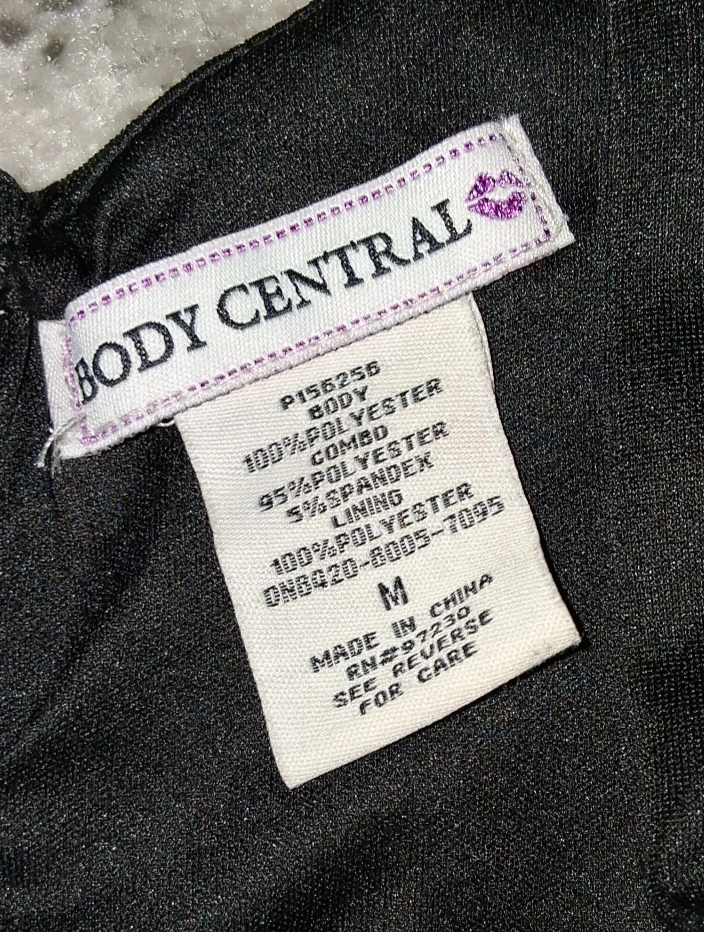 BODY CENTRAL
P156256
BODY
100%POLYESTER
COMBO
95%POLYESTER
5%SPANDEX
LINING
100%POLYESTER
ONBQ20-8005-7095
M
MADE IN CHINA
RN#97230
SEE REVERSE
FOR CARE